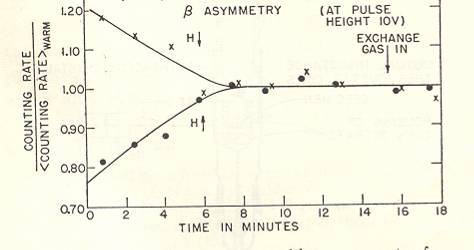 β ASYMMETRY (AT PULSE
HEIGHT 10V)
H↓
EXCHANGE
GAS IN
H↑
COUNTING RATE
<COUNTING RATE>WARM
1.20
1.10
1.00
0.90
0.80
0.70
0 2 4 6 8 10 12 14 16 18
TIME IN MINUTES